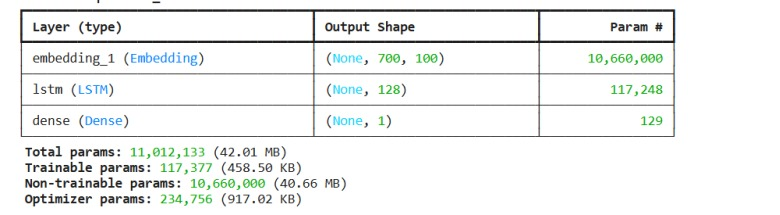 Layer (type) Output Shape Param #
embedding_1 (Embedding) (None, 700, 100) 10,660,000
lstm (LSTM) (None, 128) 117,248
dense (Dense) (None, 1) 129
Total params: 11,012,133 (42.01 MB)
Trainable params: 117,377 (458.50 KB)
Non-trainable params: 10,660,000 (40.66 MB)
Optimizer params: 234,756 (917.02 KB)